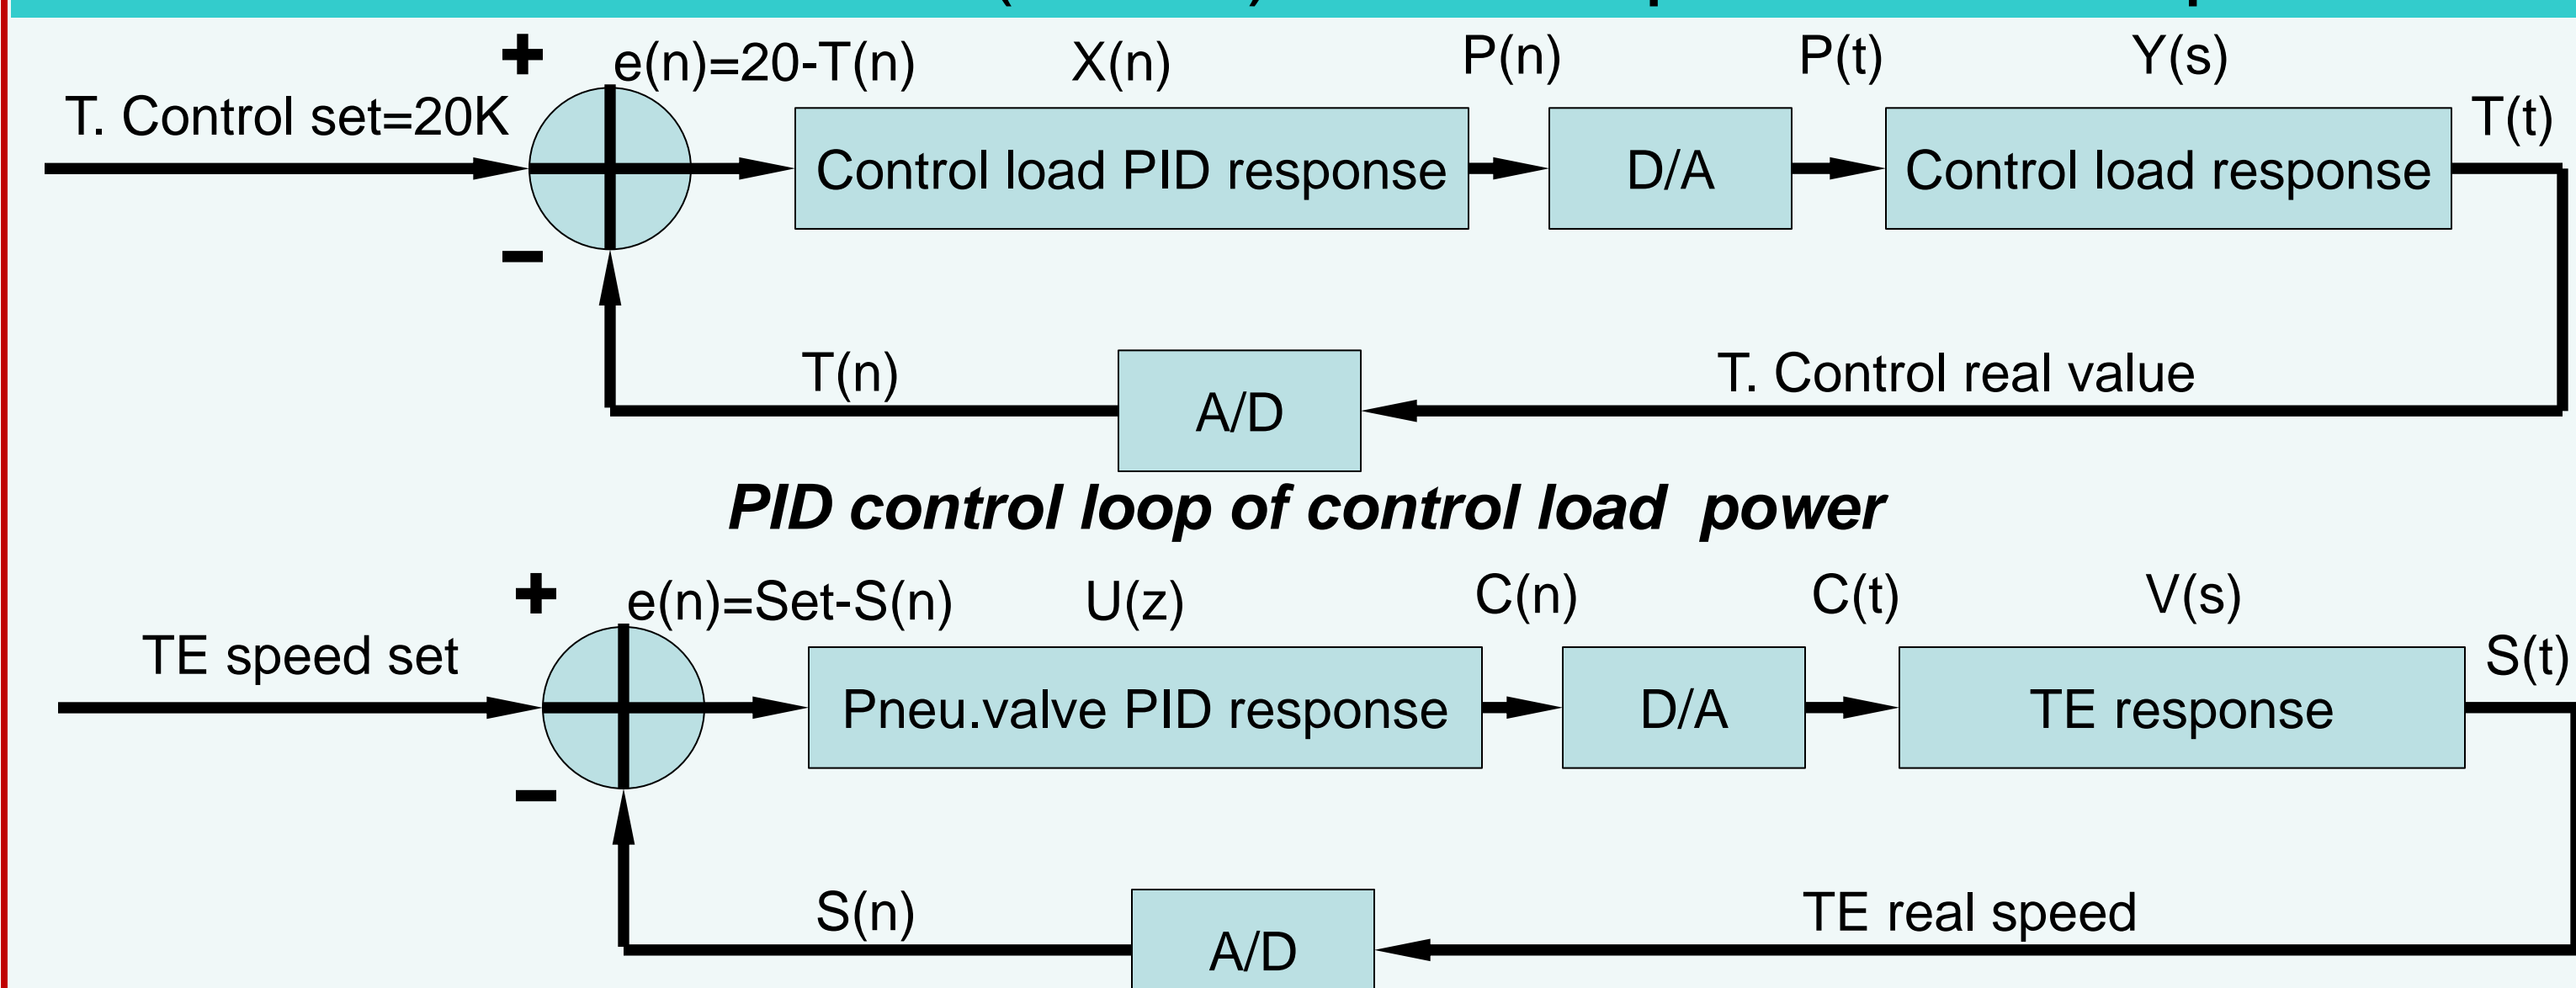 e(n)=20-T(n) X(n) P(n) P(t) Y(s)
T. Control set=20K
T(t)
+
Control load PID response
D/A
Control load response
−
T(n)
A/D
T. Control real value
PID control loop of control load power
e(n)=Set-S(n) U(z) C(n) C(t) V(s)
TE speed set
S(t)
+
Pneu.valve PID response
D/A
TE response
−
S(n)
A/D
TE real speed